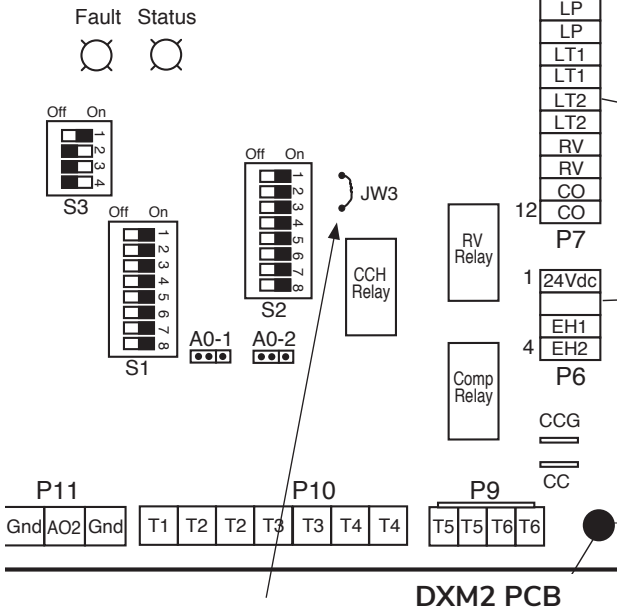 Fault Status
Off On
1
2
3
4
S3
Off On
1
2
3
4
5
6
7
8
S1
Off On
1
2
3
4
5
6
7
8
S2
JW3
A0-1
A0-2
CCH
Relay
RV
Relay
Comp
Relay
LP
LP
LT1
LT1
LT2
LT2
RV
RV
CO
12 CO
P7
1 24Vdc
EH1
4 EH2
P6
CCG
CC
P11
Gnd AO2 Gnd
P10
T1 T2 T2 T3 T3 T4 T4
P9
T5 T5 T6 T6
DXM2 PCB